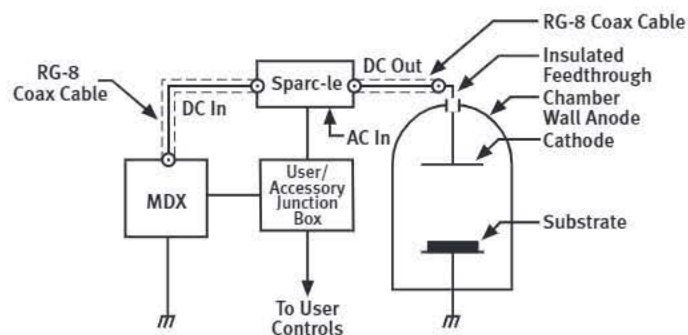 RG-8 Coax Cable
DC Out
Insulated
Feedthrough
RG-8
Coax Cable
Sparc-le
DC In
Chamber
Wall Anode
AC In
Cathode
MDX
User/
Accessory
Junction
Box
Substrate
To User
Controls